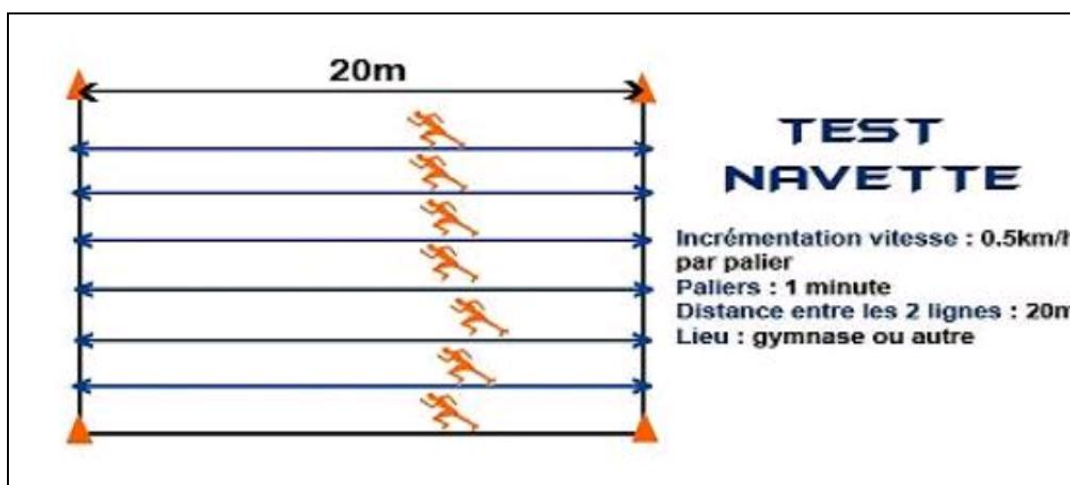 20m
TEST
NAVETTE
Incrémentation vitesse : 0.5km/h
par palier
Paliers : 1 minute
Distance entre les 2 lignes : 20m
Lieu : gymnase ou autre